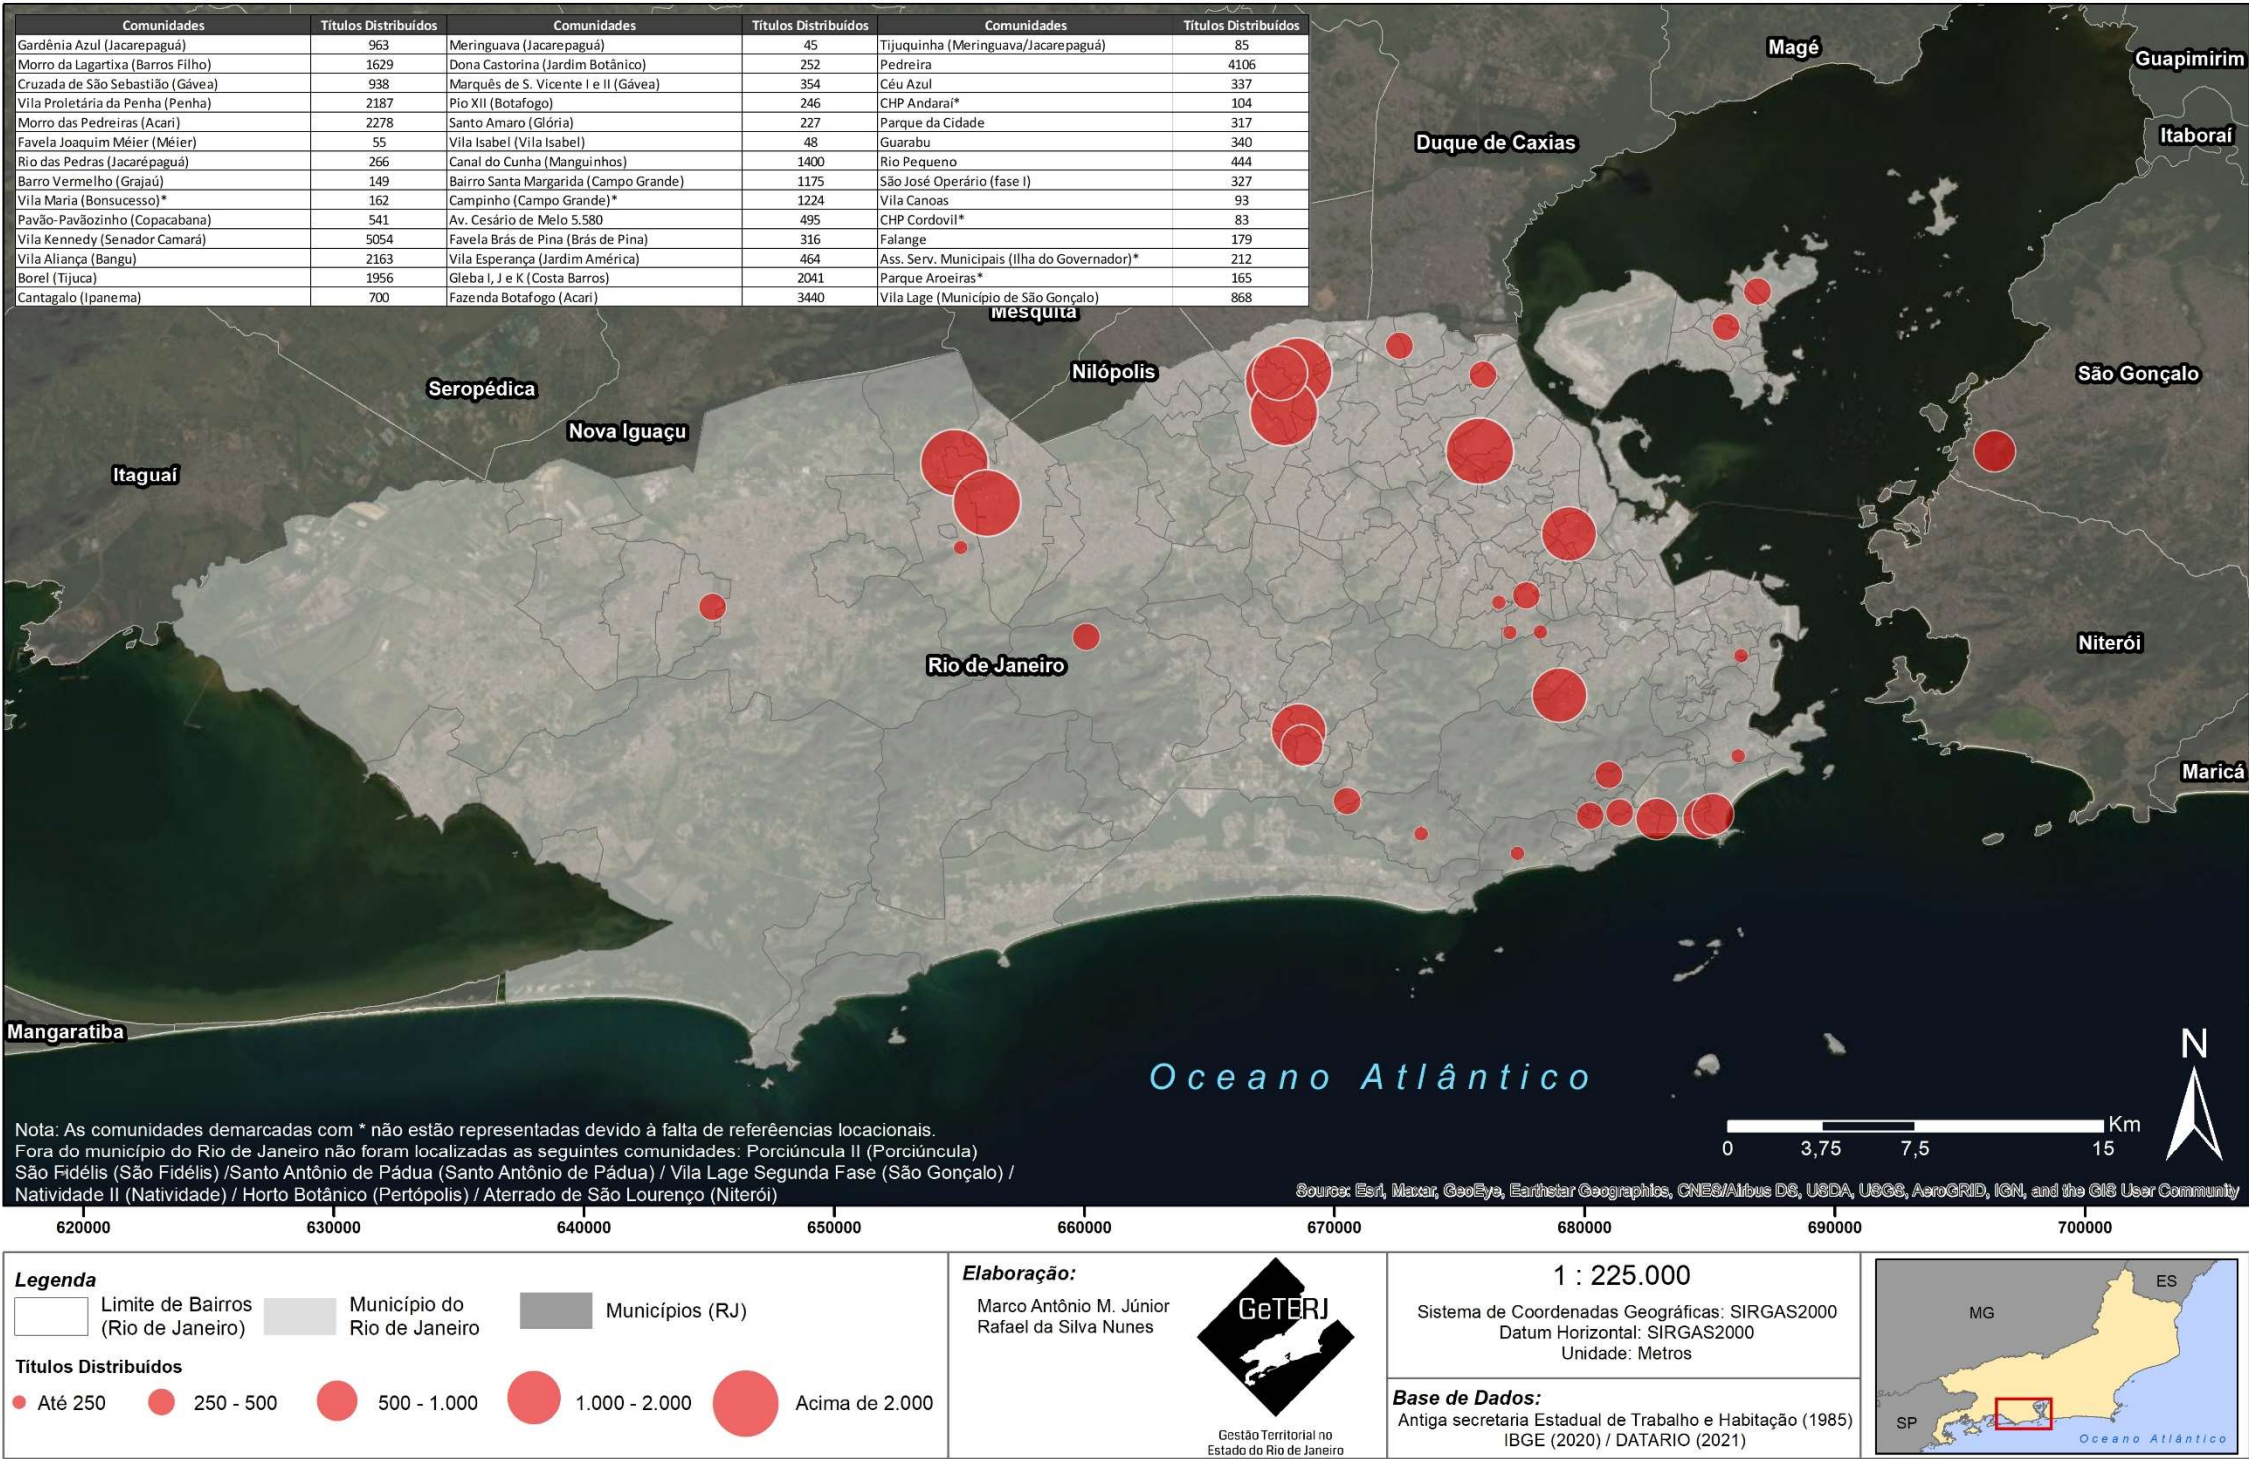 Comunidades Títulos Distribuídos Comunidades Títulos Distribuídos Comunidades Títulos Distribuídos
Gardênia Azul (Jacarepaguá) 963 Meringuava (Jacarepaguá) 45 Tijuquinha (Meringuava/Jacarepaguá) 85
Morro da Lagartixa (Barros Filho) 1629 Dona Castorina (Jardim Botânico) 252 Pedreira 4106
Cruzada de São Sebastião (Gávea) 938 Marquês de S. Vicente I e II (Gávea) 354 Céu Azul 337
Vila Proletária da Penha (Penha) 2187 Pio XII (Botafogo) 246 CHP Andaraí* 104
Morro das Pedreiras (Acari) 2278 Santo Amaro (Glória) 227 Parque da Cidade 317
Favela Joaquim Méier (Méier) 55 Vila Isabel (Vila Isabel) 48 Guarabu 340
Rio das Pedras (Jacarépaguá) 266 Canal do Cunha (Manguinhos) 1400 Rio Pequeno 444
Barro Vermelho (Grajaú) 149 Bairro Santa Margarida (Campo Grande) 1175 São José Operário (fase I) 327
Vila Maria (Bonsucesso)* 162 Campinho (Campo Grande)* 1224 Vila Canoas 93
Pavão-Pavãozinho (Copacabana) 541 Av. Cesário de Melo 5.580 495 CHP Cordovil* 83
Vila Kennedy (Senador Camará) 5054 Favela Brás de Pina (Brás de Pina) 316 Falange 179
Vila Aliança (Bangu) 2163 Vila Esperança (Jardim América) 464 Ass. Serv. Municipais (Ilha do Governador)* 212
Borel (Tijuca) 1956 Gleba I, J e K (Costa Barros) 2041 Parque Aroeiras* 165
Cantagalo (Ipanema) 700 Fazenda Botafogo (Acari) 3440 Vila Lage (Município de São Gonçalo) 868
Magé
Guapimirim
Itaboraí
Duque de Caxias
Mesquita
Nilópolis
São Gonçalo
Seropédica
Nova Iguaçu
Itaguaí
Niterói
Rio de Janeiro
Maricá
Mangaratiba
Oceano Atlântico
N
Km
0 3,75 7,5 15
Nota: As comunidades demarcadas com * não estão representadas devido à falta de referêencias locacionais.
Fora do município do Rio de Janeiro não foram localizadas as seguintes comunidades: Porciúncula II (Porciúncula)
São Fidélis (São Fidélis) /Santo Antônio de Pádua (Santo Antônio de Pádua) / Vila Lage Segunda Fase (São Gonçalo) /
Natividade II (Natividade) / Horto Botânico (Pertópolis) / Aterrado de São Lourenço (Niterói)
Source: Esri, Maxar, GeoEye, Earthstar Geographics, CNES/Airbus DS, USDA, USGS, AeroGRID, IGN, and the GIS User Community
620000 630000 640000 650000 660000 670000 680000 690000 700000
Legenda
Limite de Bairros
(Rio de Janeiro)
Município do
Rio de Janeiro
Municípios (RJ)
Títulos Distribuídos
Até 250 250 - 500 500 - 1.000 1.000 - 2.000 Acima de 2.000
Elaboração:
Marco Antônio M. Júnior
Rafael da Silva Nunes
GeTERJ
Gestão Territorial no
Estado do Rio de Janeiro
1 : 225.000
Sistema de Coordenadas Geográficas: SIRGAS2000
Datum Horizontal: SIRGAS2000
Unidade: Metros
Base de Dados:
Antiga secretaria Estadual de Trabalho e Habitação (1985)
IBGE (2020) / DATARIO (2021)
ES
MG
SP
Oceano Atlântico